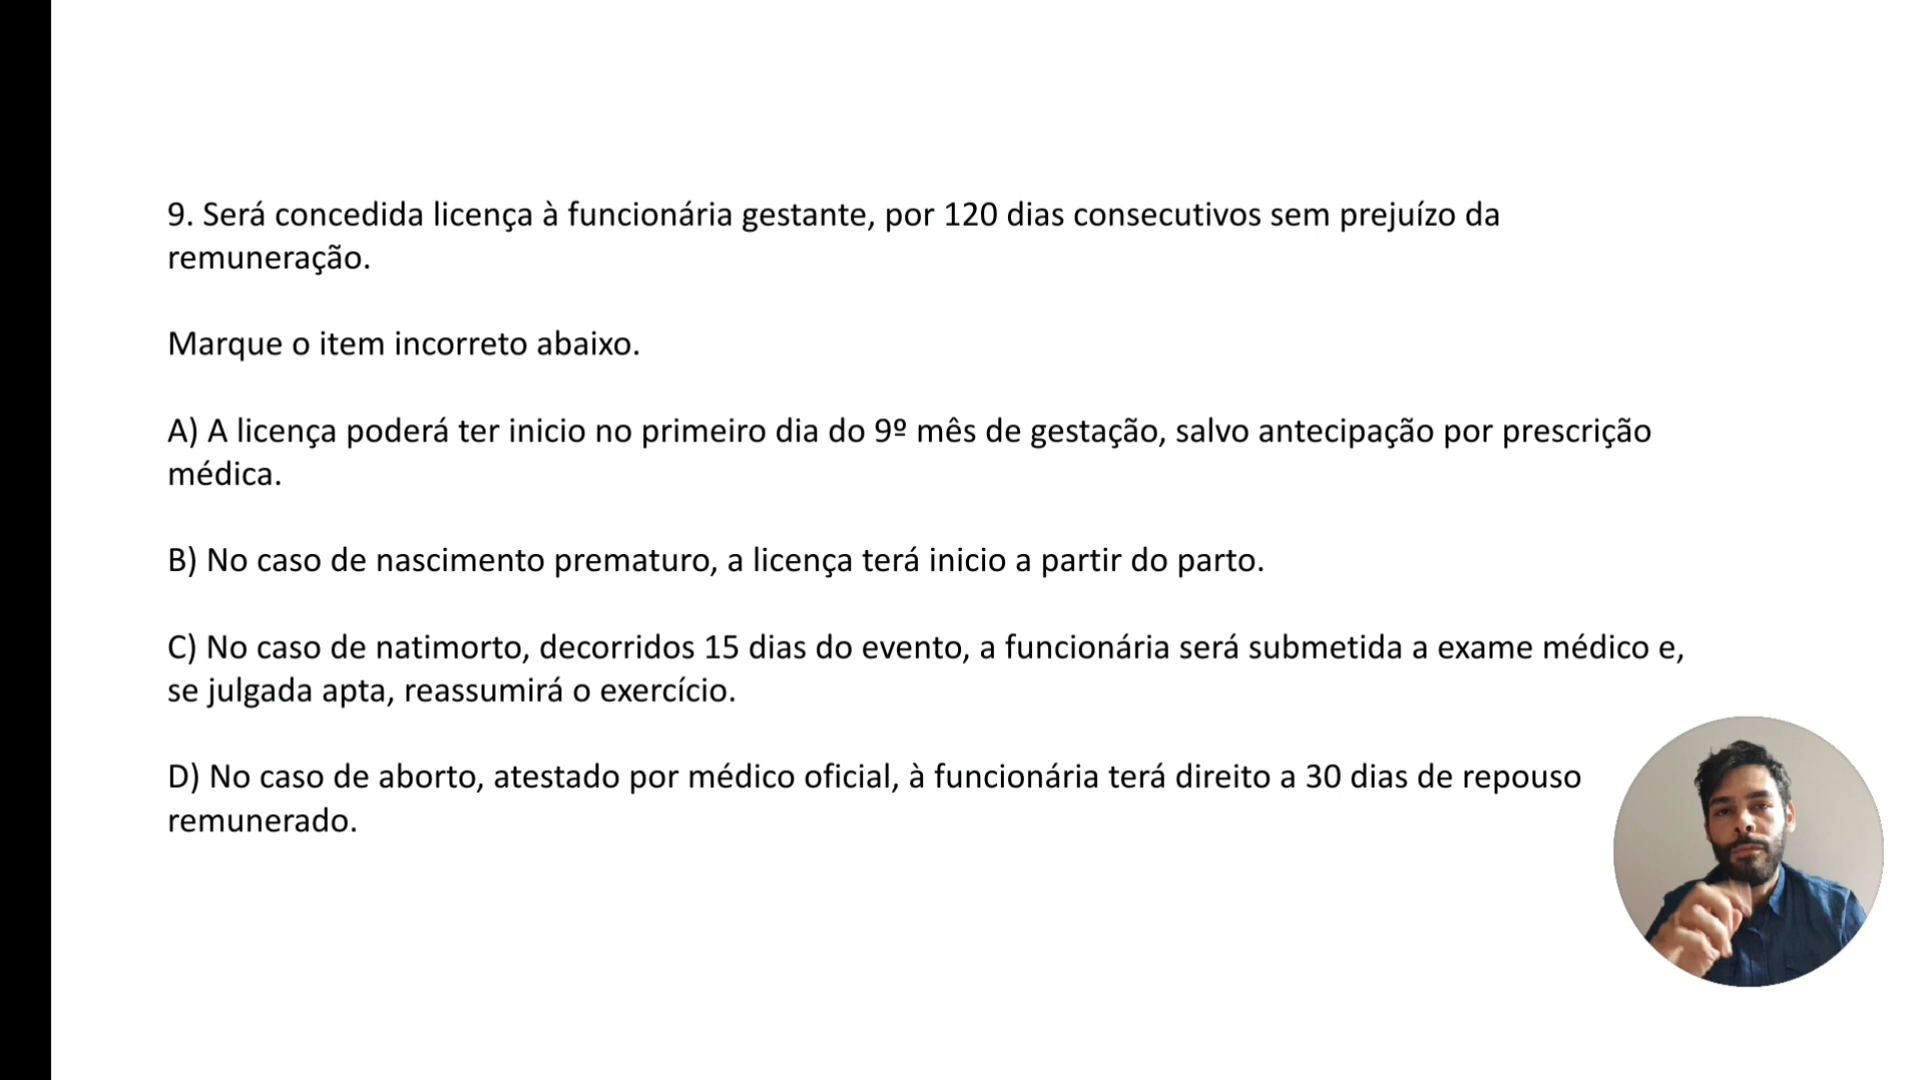 9. Será concedida licença à funcionária gestante, por 120 dias consecutivos sem prejuízo da
remuneração.
Marque o item incorreto abaixo.
A) A licença poderá ter inicio no primeiro dia do 9º mês de gestação, salvo antecipação por prescrição
médica.
B) No caso de nascimento prematuro, a licença terá inicio a partir do parto.
C) No caso de natimorto, decorridos 15 dias do evento, a funcionária será submetida a exame médico e,
se julgada apta, reassumirá o exercício.
D) No caso de aborto, atestado por médico oficial, à funcionária terá direito a 30 dias de repouso
remunerado.